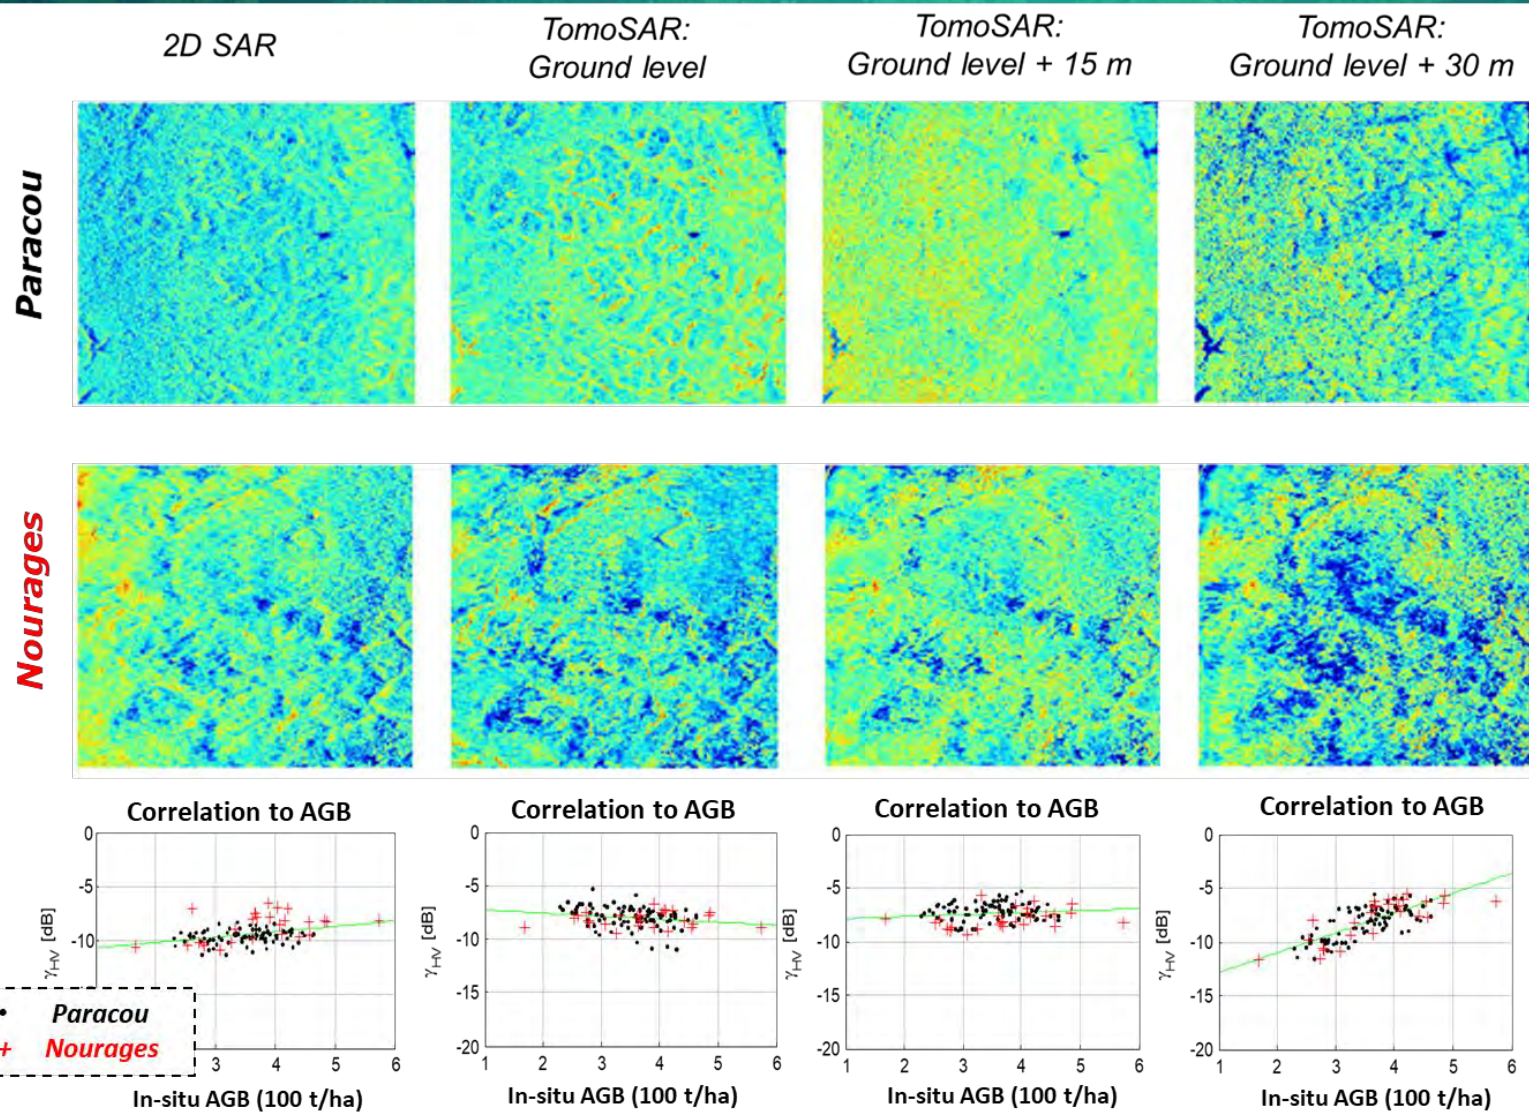 2D SAR
TomoSAR:
Ground level
TomoSAR:
Ground level + 15 m
TomoSAR:
Ground level + 30 m
Paracou
Nourages
Correlation to AGB
0
-5
-10
γHV [dB]
3
4
5
6
In-situ AGB (100 t/ha)
Paracou
Nourages
Correlation to AGB
0
-5
-10
-15
-20
γHV [dB]
1
2
3
4
5
6
In-situ AGB (100 t/ha)
Correlation to AGB
0
-5
-10
-15
-20
γHV [dB]
1
2
3
4
5
6
In-situ AGB (100 t/ha)
Correlation to AGB
0
-5
-10
-15
-20
γHV [dB]
1
2
3
4
5
6
In-situ AGB (100 t/ha)